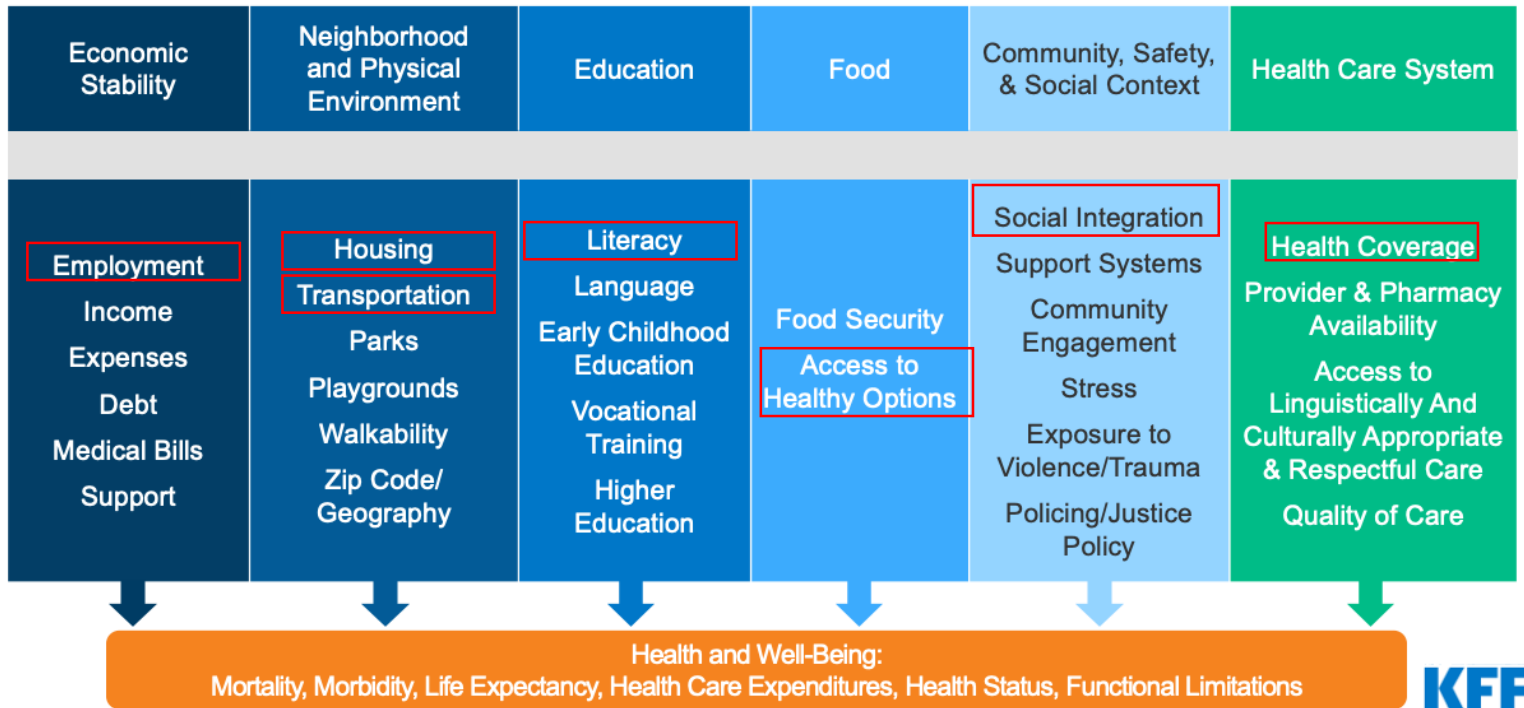 Economic
Stability
Neighborhood
and Physical
Environment
Education
Food
Community, Safety,
& Social Context
Health Care System
Employment
Income
Expenses
Debt
Medical Bills
Support
Housing
Transportation
Parks
Playgrounds
Walkability
Zip Code/
Geography
Literacy
Language
Early Childhood
Education
Vocational
Training
Higher
Education
Food Security
Access to
Healthy Options
Social Integration
Support Systems
Community
Engagement
Stress
Exposure to
Violence/Trauma
Policing/Justice
Policy
Health Coverage
Provider & Pharmacy
Availability
Access to
Linguistically And
Culturally Appropriate
& Respectful Care
Quality of Care
Health and Well-Being:
Mortality, Morbidity, Life Expectancy, Health Care Expenditures, Health Status, Functional Limitations
KFF